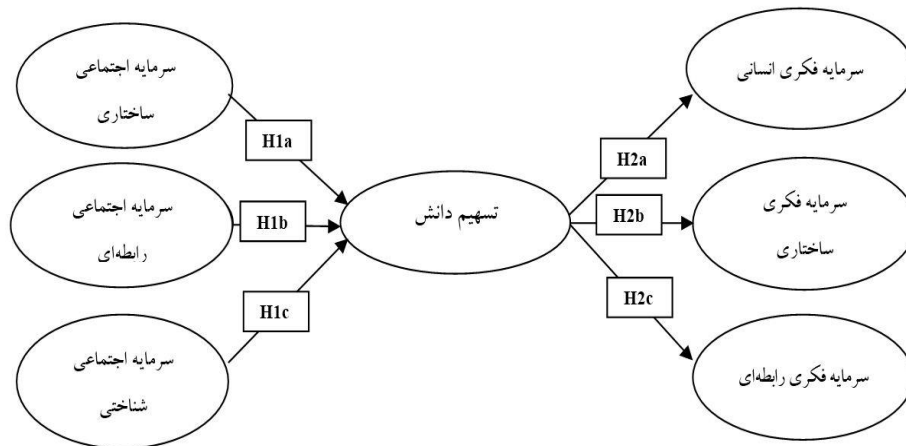 سرمایه اجتماعی
ساختاری
H1a
سرمایه اجتماعی
رابطه‌ای
H1b
سرمایه اجتماعی
شناختی
H1c
تسهیم دانش
H2a
سرمایه فکری انسانی
H2b
سرمایه فکری
ساختاری
H2c
سرمایه فکری رابطه‌ای